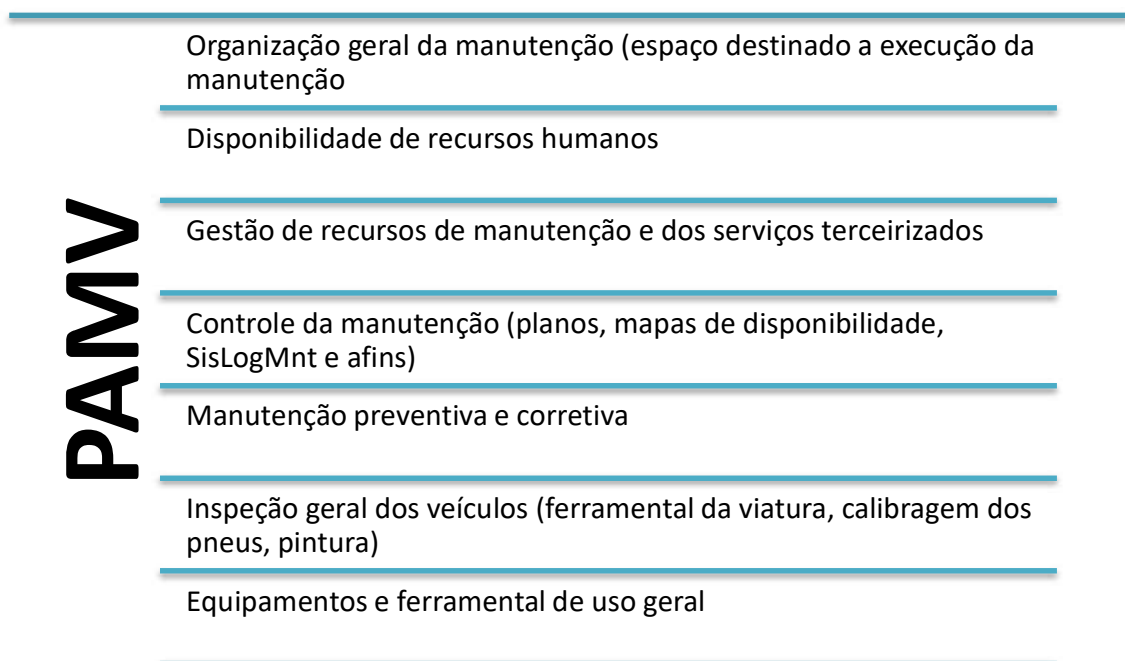 PAMV
Organização geral da manutenção (espaço destinado a execução da
manutenção
Disponibilidade de recursos humanos
Gestão de recursos de manutenção e dos serviços terceirizados
Controle da manutenção (planos, mapas de disponibilidade,
SisLogMnt e afins)
Manutenção preventiva e corretiva
Inspeção geral dos veículos (ferramental da viatura, calibragem dos
pneus, pintura)
Equipamentos e ferramental de uso geral